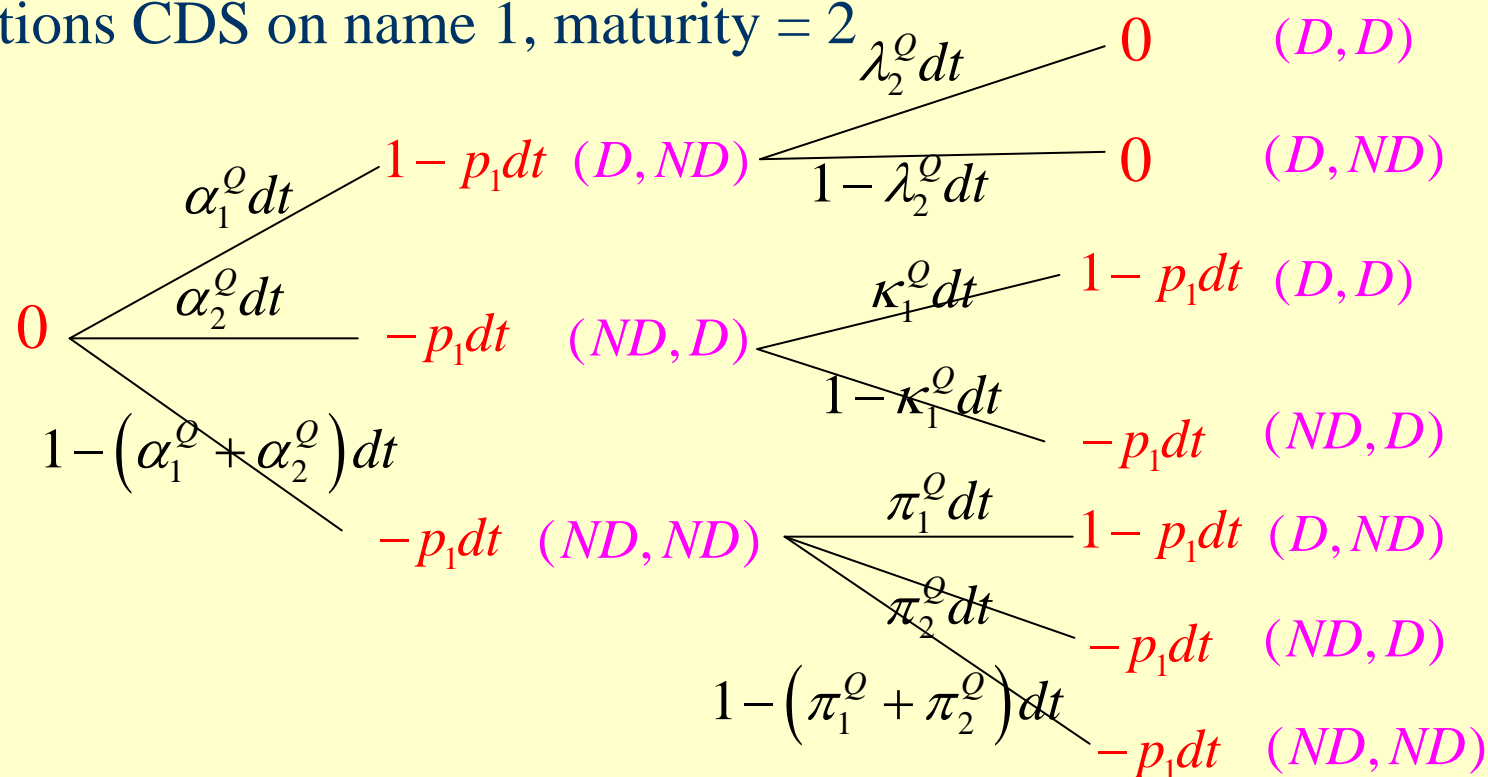 tions CDS on name 1, maturity = 2
λ₂^Q dt
0 (D, D)
α₁^Q dt
1 − p₁dt (D, ND)
1 − λ₂^Q dt
0 (D, ND)
α₂^Q dt
κ₁^Q dt
1 − p₁dt (D, D)
0
− p₁dt (ND, D)
1 − κ₁^Q dt
− p₁dt (ND, D)
1 − (α₁^Q + α₂^Q) dt
π₁^Q dt
− p₁dt (ND, ND)
1 − p₁dt (D, ND)
π₂^Q dt
− p₁dt (ND, D)
1 − (π₁^Q + π₂^Q) dt
− p₁dt (ND, ND)